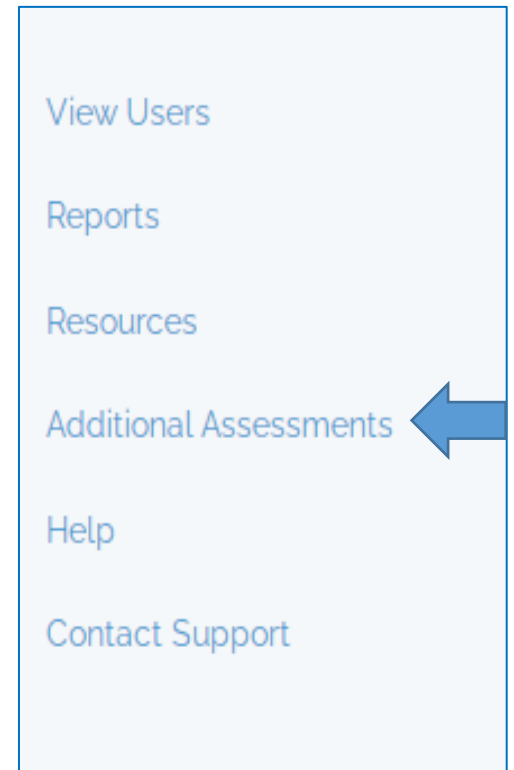 View Users
Reports
Resources
Additional Assessments
Help
Contact Support